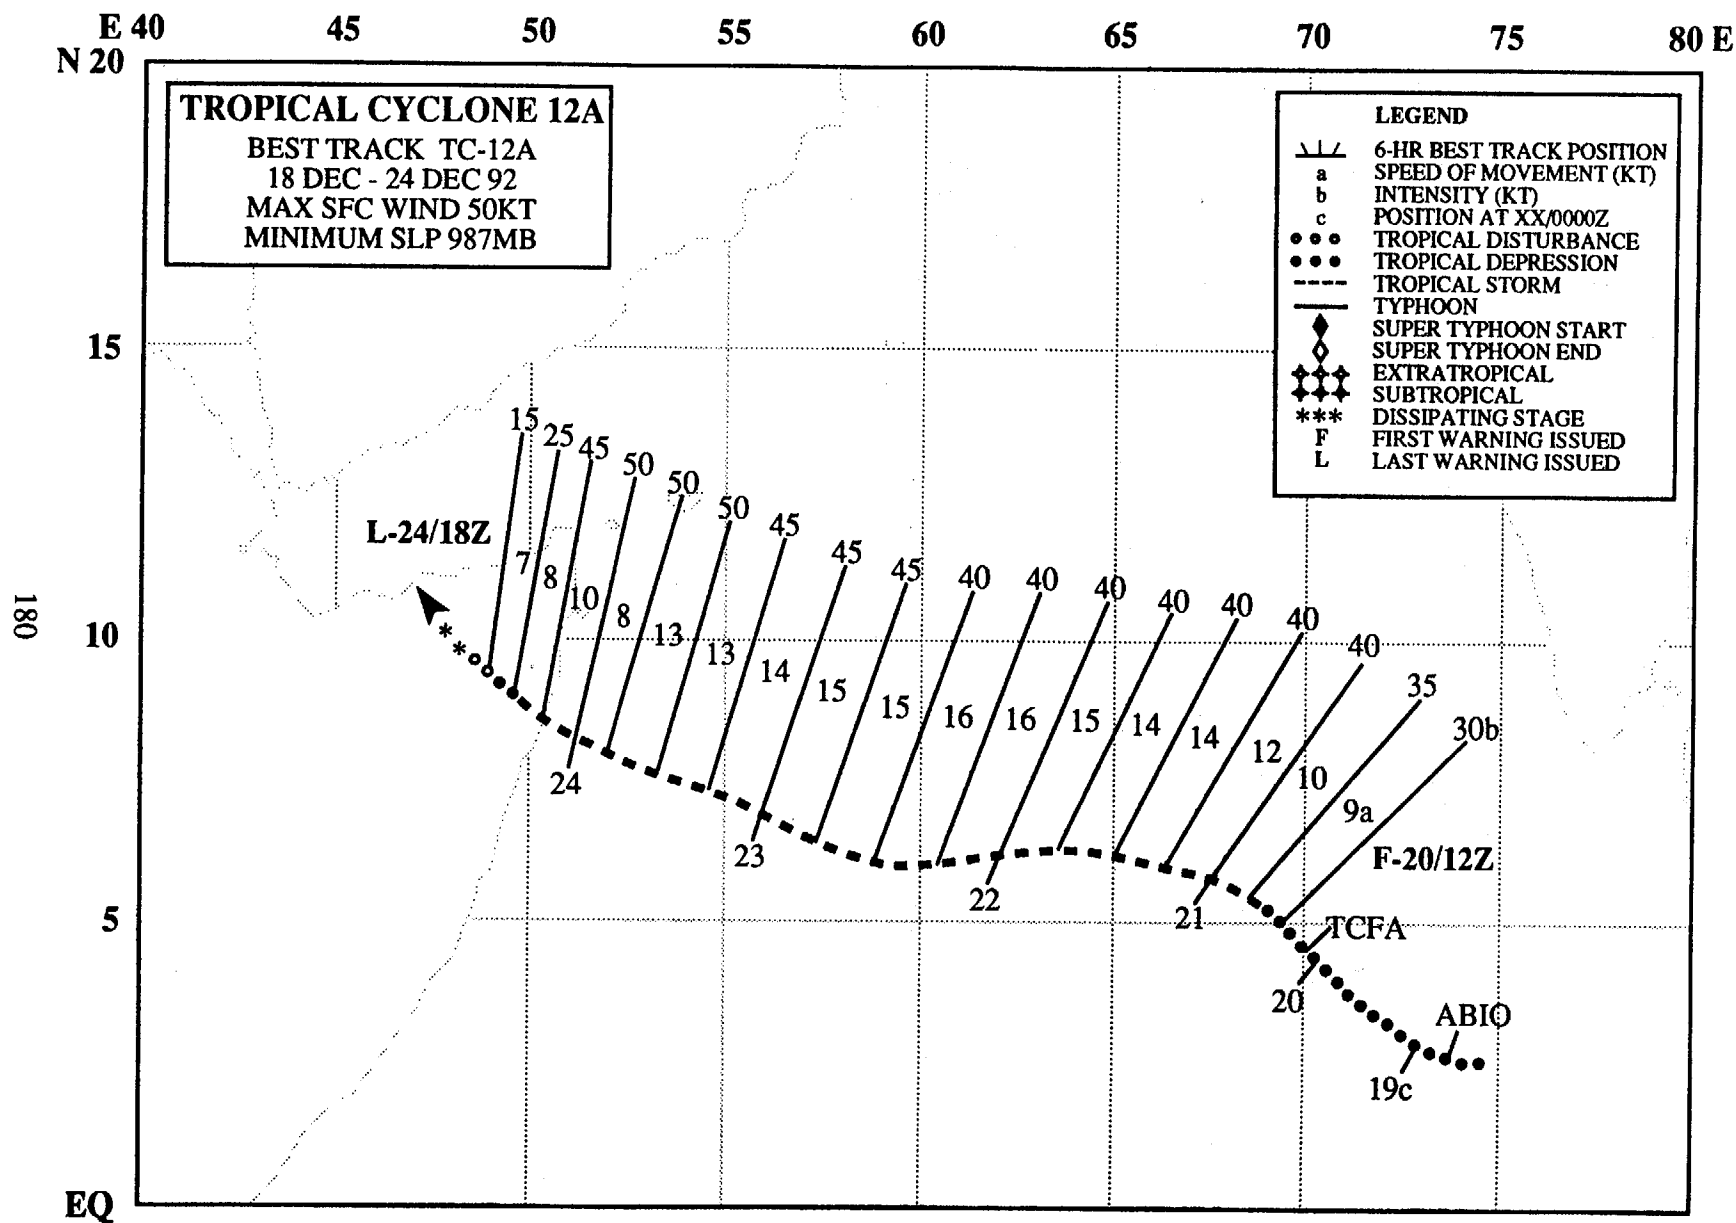 E 40 45 50 55 60 65 70 75 80 E
N 20
TROPICAL CYCLONE 12A
BEST TRACK TC-12A
18 DEC - 24 DEC 92
MAX SFC WIND 50KT
MINIMUM SLP 987MB
LEGEND
6-HR BEST TRACK POSITION
a SPEED OF MOVEMENT (KT)
b INTENSITY (KT)
c POSITION AT XX/0000Z
TROPICAL DISTURBANCE
TROPICAL DEPRESSION
TROPICAL STORM
TYPHOON
SUPER TYPHOON START
SUPER TYPHOON END
EXTRATROPICAL
SUBTROPICAL
*** DISSIPATING STAGE
F FIRST WARNING ISSUED
L LAST WARNING ISSUED
15
10
5
EQ
180
15 25 45 50 50 50 45 45 45 40 40 40 40 40 40 40 35 30b
L-24/18Z
7 8 10 8 13 13 14 15 15 16 16 15 14 14 12 10 9a
F-20/12Z
24
23
22
21
TCFA
20
ABIO
19c